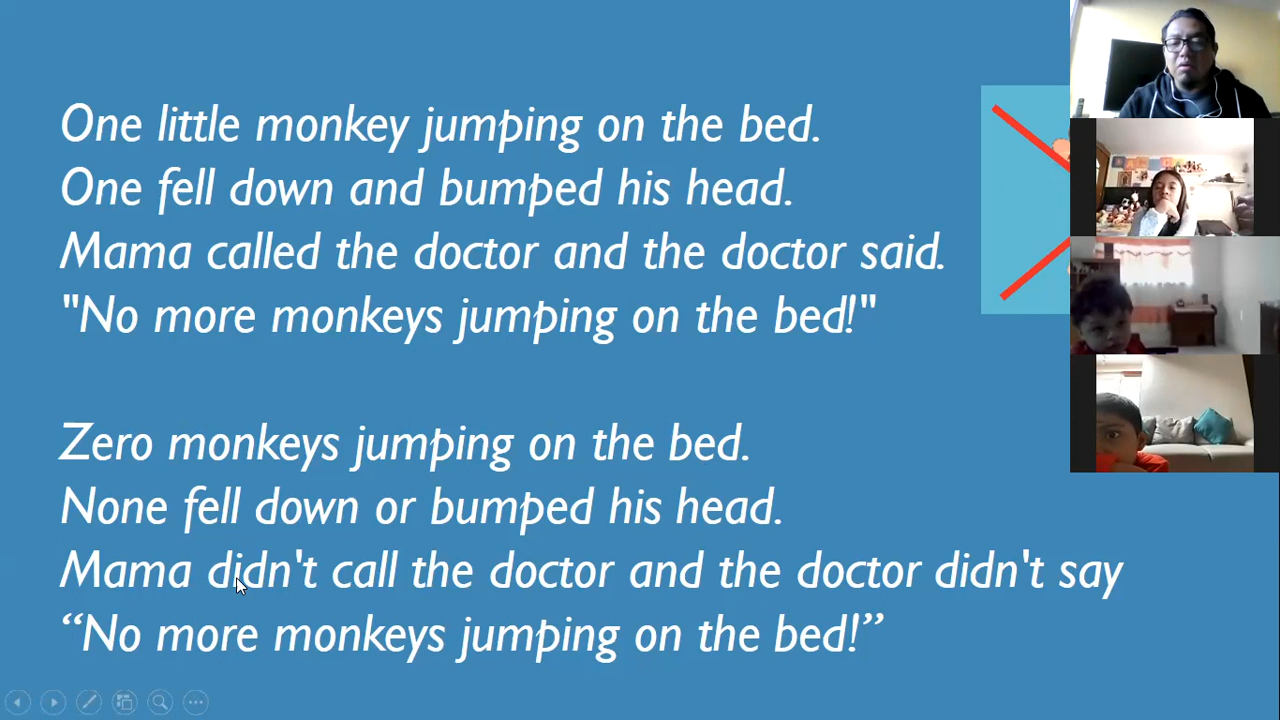 One little monkey jumping on the bed.
One fell down and bumped his head.
Mama called the doctor and the doctor said.
"No more monkeys jumping on the bed!"
Zero monkeys jumping on the bed.
None fell down or bumped his head.
Mama didn't call the doctor and the doctor didn't say
“No more monkeys jumping on the bed!”